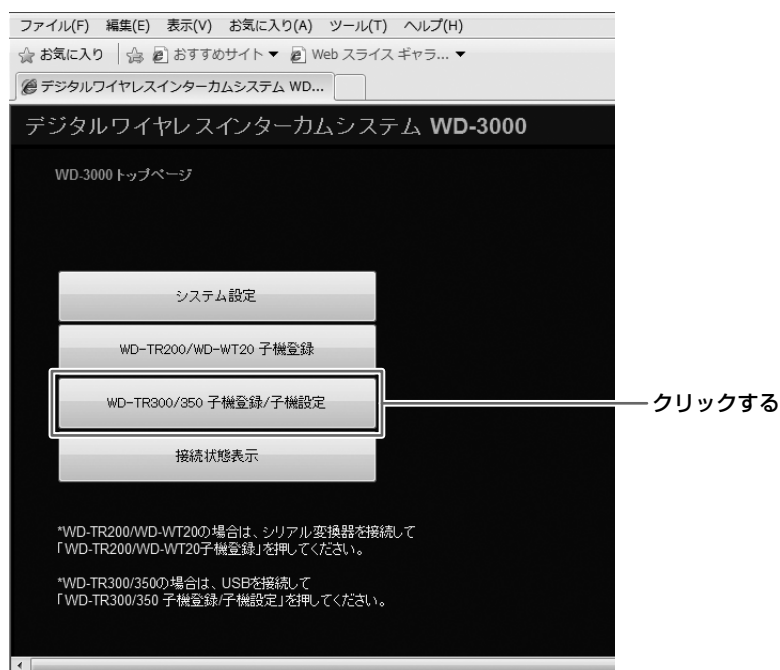 ファイル(F) 編集(E) 表示(V) お気に入り(A) ツール(T) ヘルプ(H)
お気に入り おすすめサイト ▼ Web スライス ギャラ... ▼
デジタルワイヤレスインターカムシステム WD...
デジタルワイヤレスインターカムシステム WD-3000
WD-3000トップページ
システム設定
WD-TR200/WD-WT20 子機登録
WD-TR300/350 子機登録/子機設定
クリックする
接続状態表示
*WD-TR200/WD-WT20の場合は、シリアル変換器を接続して
「WD-TR200/WD-WT20子機登録」を押してください。
*WD-TR300/350の場合は、USBを接続して
「WD-TR300/350 子機登録/子機設定」を押してください。